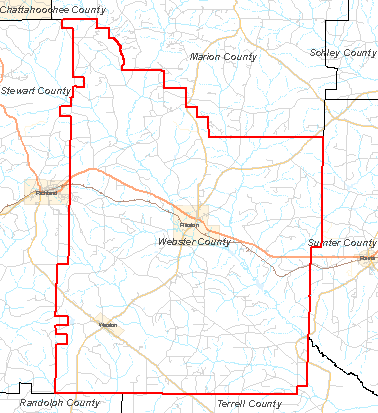 Chattahoochee County
Marion County
Schley County
Stewart County
Richland
Preston
Webster County
Sumter County
Plains
Weston
Randolph County
Terrell County